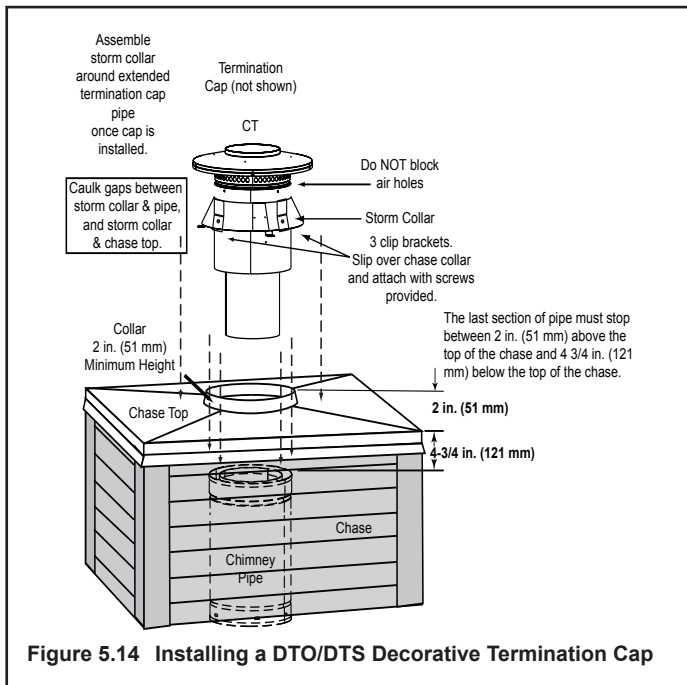 Assemble
storm collar
around extended
termination cap
pipe
once cap is
installed.
Termination
Cap (not shown)
CT
Do NOT block
air holes
Caulk gaps between
storm collar & pipe,
and storm collar
& chase top.
Storm Collar
3 clip brackets.
Slip over chase collar
and attach with screws
provided.
The last section of pipe must stop
between 2 in. (51 mm) above the
top of the chase and 4 3/4 in. (121
mm) below the top of the chase.
Collar
2 in. (51 mm)
Minimum Height
2 in. (51 mm)
Chase Top
4-3/4 in. (121 mm)
Chase
Chimney
Pipe
Figure 5.14 Installing a DTO/DTS Decorative Termination Cap